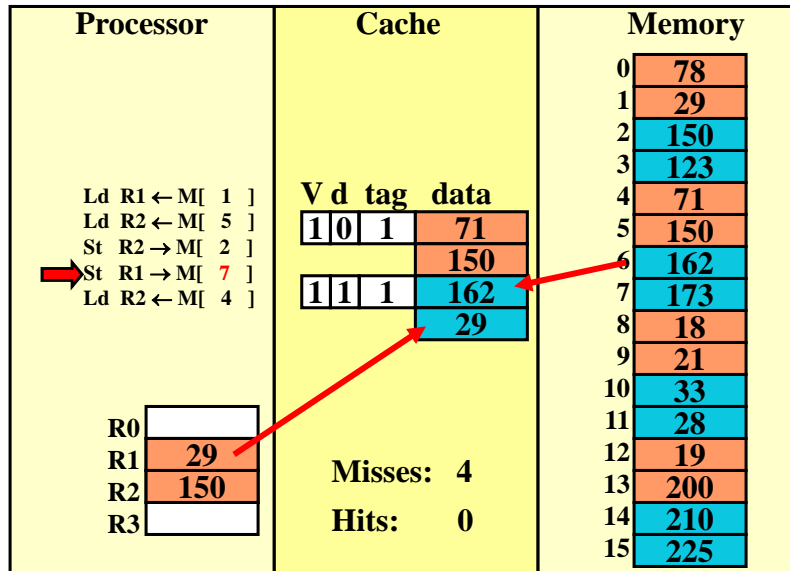 Processor
Ld R1 ← M[ 1 ]
Ld R2 ← M[ 5 ]
St R2 → M[ 2 ]
St R1 → M[ 7 ]
Ld R2 ← M[ 4 ]
R0
R1 29
R2 150
R3
Cache
V d tag data
1 0 1 71
150
1 1 1 162
29
Misses: 4
Hits: 0
Memory
0 78
1 29
2 150
3 123
4 71
5 150
6 162
7 173
8 18
9 21
10 33
11 28
12 19
13 200
14 210
15 225